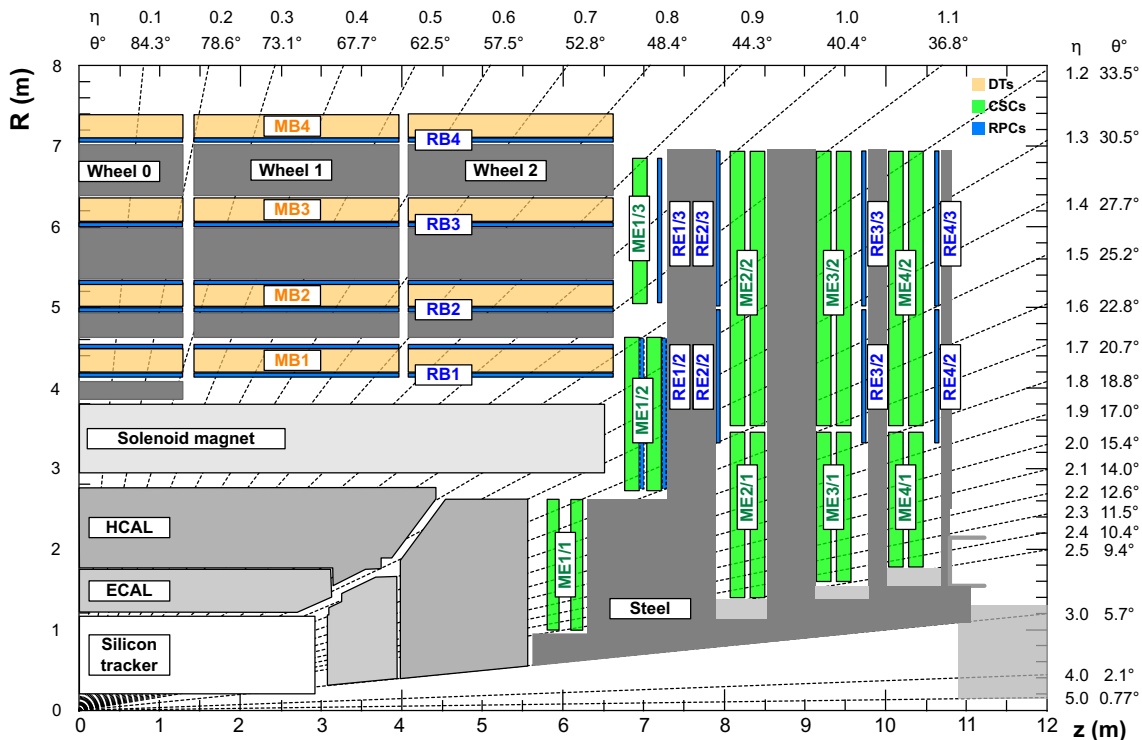 η 0.1 0.2 0.3 0.4 0.5 0.6 0.7 0.8 0.9 1.0 1.1
θ° 84.3° 78.6° 73.1° 67.7° 62.5° 57.5° 52.8° 48.4° 44.3° 40.4° 36.8° η θ°
R (m)
8
7
6
5
4
3
2
1
0
1.2 33.5°
1.3 30.5°
1.4 27.7°
1.5 25.2°
1.6 22.8°
1.7 20.7°
1.8 18.8°
1.9 17.0°
2.0 15.4°
2.1 14.0°
2.2 12.6°
2.3 11.5°
2.4 10.4°
2.5 9.4°
3.0 5.7°
4.0 2.1°
5.0 0.77°
DTs
CSCs
RPCs
MB4
RB4
Wheel 0
Wheel 1
Wheel 2
MB3
RB3
MB2
RB2
MB1
RB1
Solenoid magnet
HCAL
ECAL
Silicon
tracker
Steel
ME1/3
RE1/3
RE2/3
ME2/2
ME3/2
RE3/3
ME4/2
RE4/3
ME1/2
RE1/2
RE2/2
RE3/2
RE4/2
ME1/1
ME2/1
ME3/1
ME4/1
0 1 2 3 4 5 6 7 8 9 10 11 12
z (m)